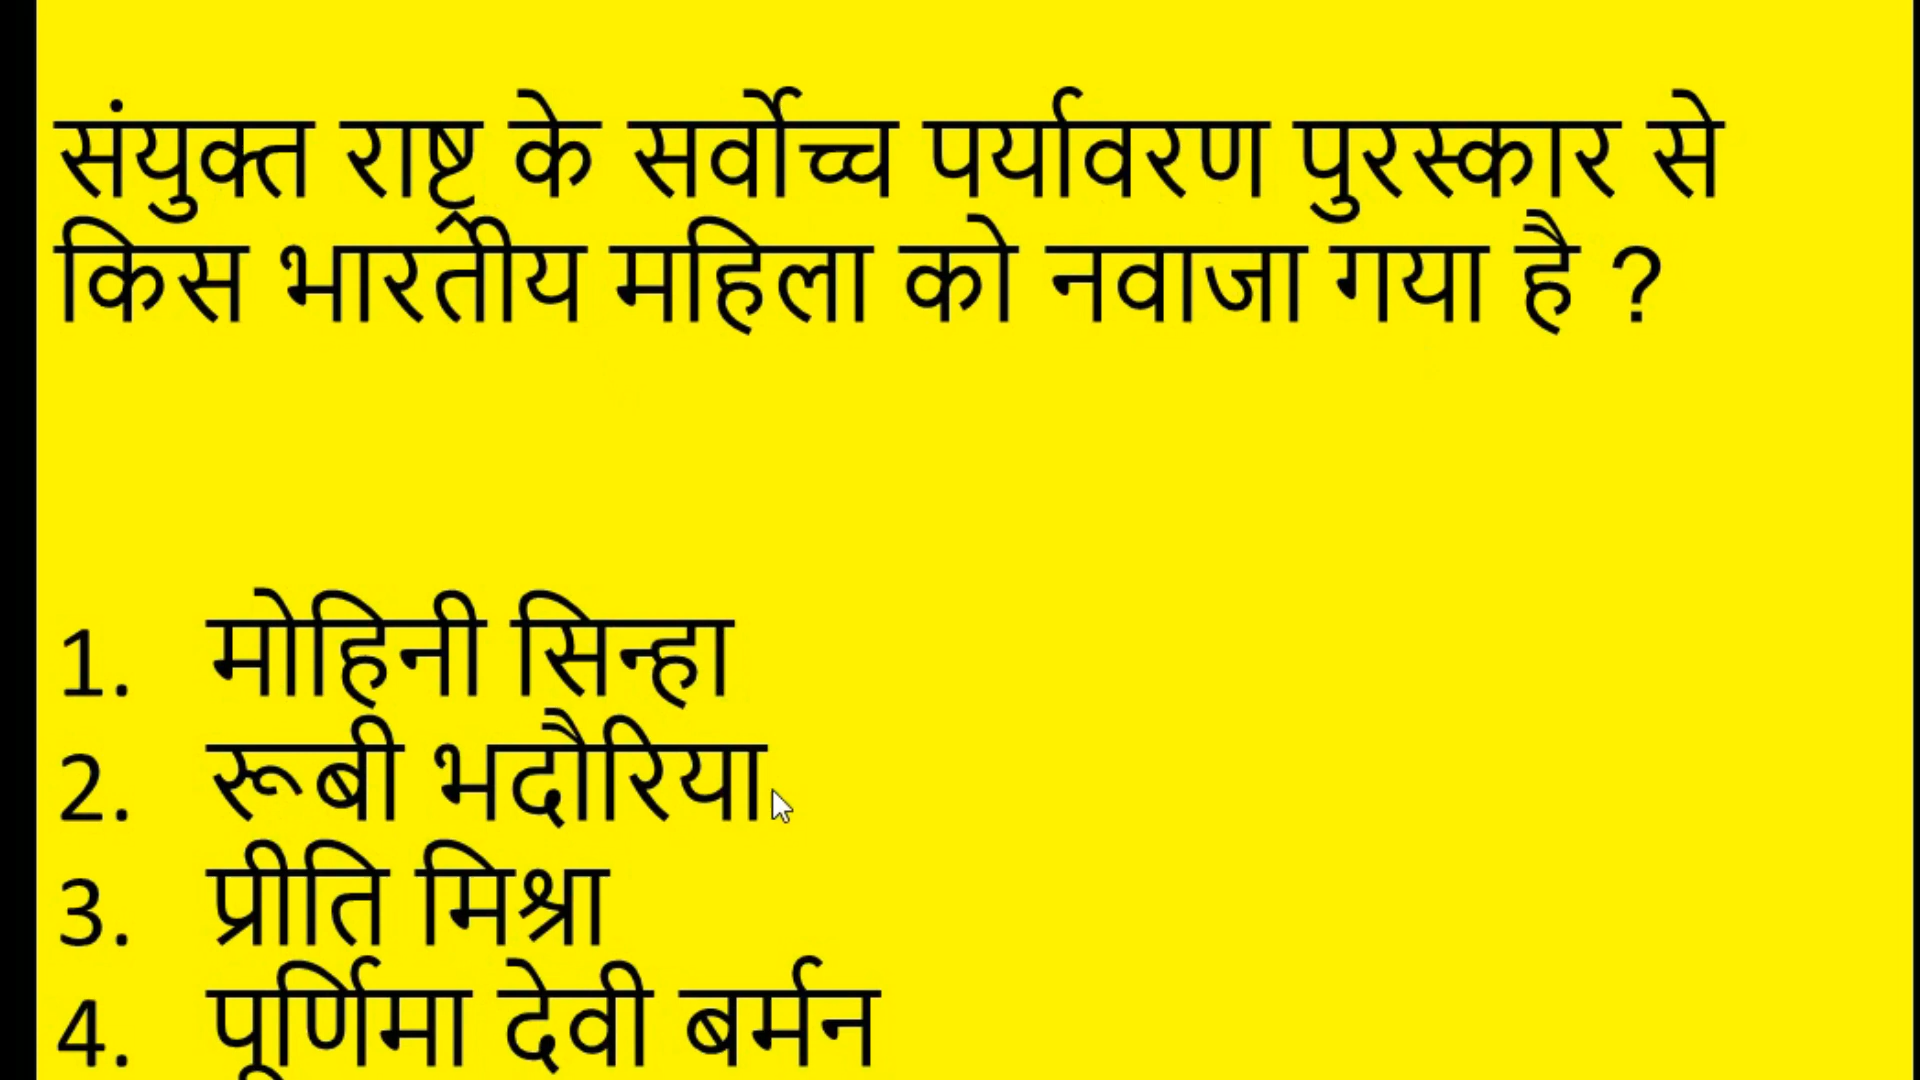 संयुक्त राष्ट्र के सर्वोच्च पर्यावरण पुरस्कार से
किस भारतीय महिला को नवाजा गया है ?
1. मोहिनी सिन्हा
2. रूबी भदौरिया
3. प्रीति मिश्रा
4. पूर्णिमा देवी बर्मन